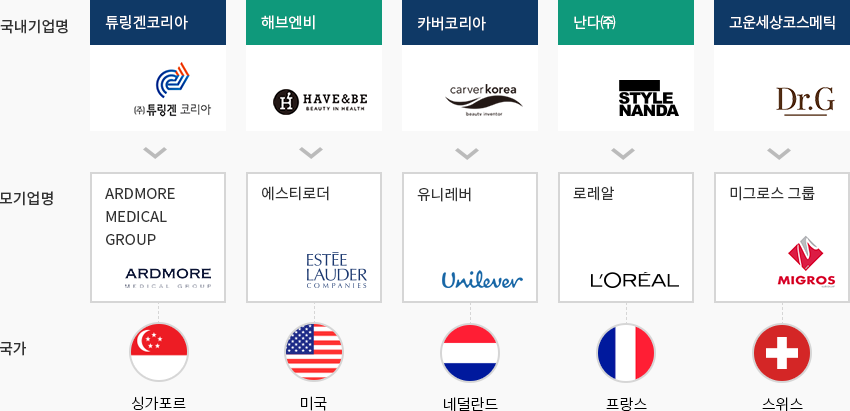 국내기업명
튜링겐코리아
해브앤비
카버코리아
난다㈜
고운세상코스메틱
㈜튜링겐 코리아
H
HAVE&BE
BEAUTY IN HEALTH
carverkorea
beauty inventor
STYLE
NANDA
Dr.G
모기업명
ARDMORE
MEDICAL
GROUP
ARDMORE
MEDICAL GROUP
에스티로더
ESTĒE
LAUDER
COMPANIES
유니레버
Unilever
로레알
L'ORÉAL
미그로스 그룹
MIGROS
국가
싱가포르
미국
네덜란드
프랑스
스위스